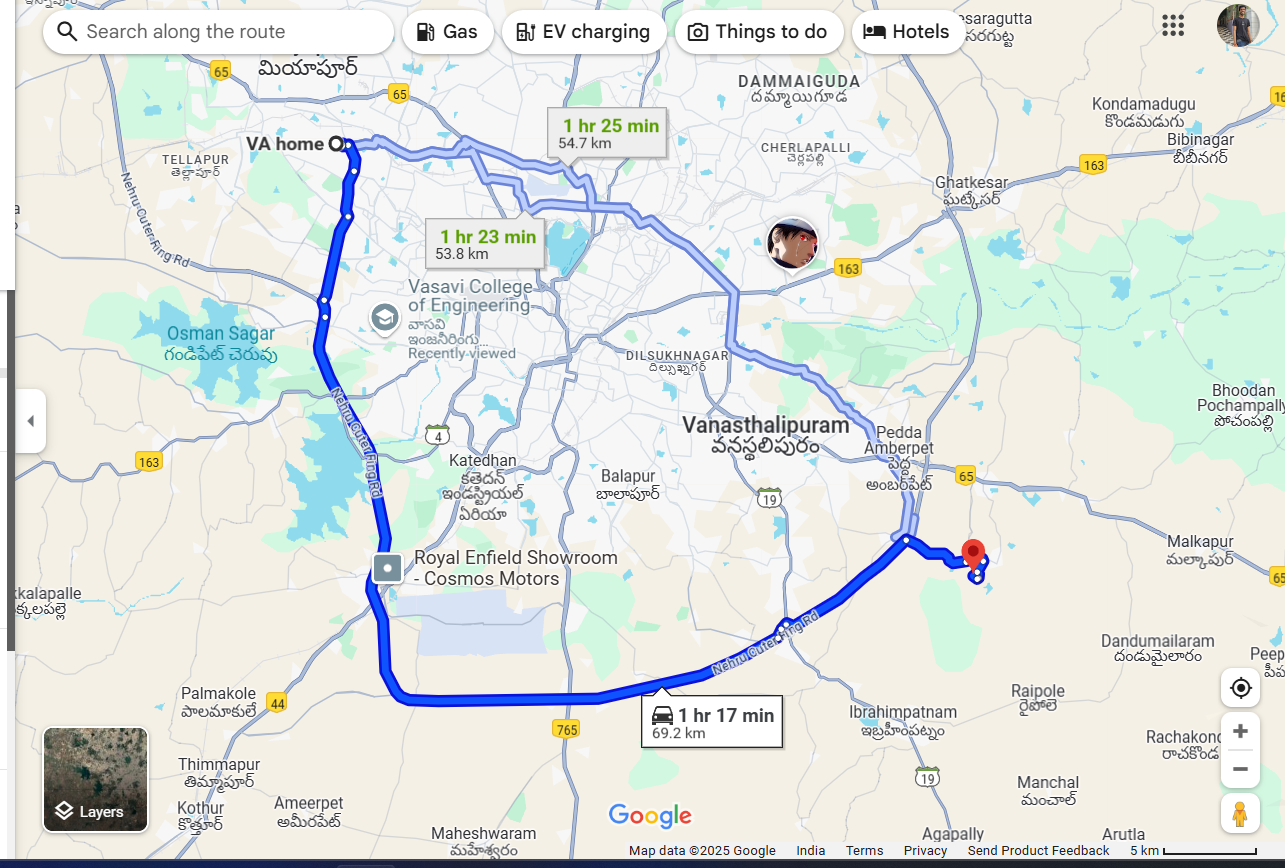 Search along the route
Gas
EV charging
Things to do
Hotels
esaragutta
సరగుట్ట
65
మియాపూర్
65
DAMMAIGUDA
దమ్మాయిగూడ
Kondamadugu
కొండమడుగు
16
Bibinagar
బీబీనగర్
1 hr 25 min
54.7 km
VA home
CHERLAPALLI
చెర్లపల్లి
TELLAPUR
తెల్లాపూర్
163
Ghatkesar
ఘట్కేసర్
Nehru Outer Ring Rd
1 hr 23 min
53.8 km
163
Vasavi College
of Engineering
వాసవి
ఇంజనీరింగు...
Recently viewed
Osman Sagar
గండిపేట్ చెరువు
DILSUKHNAGAR
దిల్సుఖ్నగర్
Bhoodan
Pochampally
పోచంపల్లి
Nehru Outer Ring Rd
Vanasthalipuram
వనస్థలిపురం
Pedda
Amberpet
పెద్ద
అంబర్‌పేట్
4
163
Katedhan
కతెదన్
ఇండస్ట్రియల్
ఏరియా
Balapur
బాలాపూర్
65
19
Malkapur
మల్కాపుర్
65
Royal Enfield Showroom
- Cosmos Motors
kkalapalle
క్కలపల్లె
Nehru Outer Ring Rd
Dandumailaram
దండుమైలారం
Peep
పీప
Palmakole
పాలమాకులే
44
1 hr 17 min
69.2 km
765
Ibrahimpatnam
ఇబ్రహీంపట్నం
Raipole
రైపోలె
Rachakond
రాచకొండ
Thimmapur
తిమ్మాపూర్
19
Manchal
మంచాల్
Layers
Kothur
కొత్తూర్
Ameerpet
అమీర్‌పేట్
Google
Maheshwaram
మహేశ్వరం
Agapally
Arutla
Map data ©2025 Google
India
Terms
Privacy
Send Product Feedback
5 km